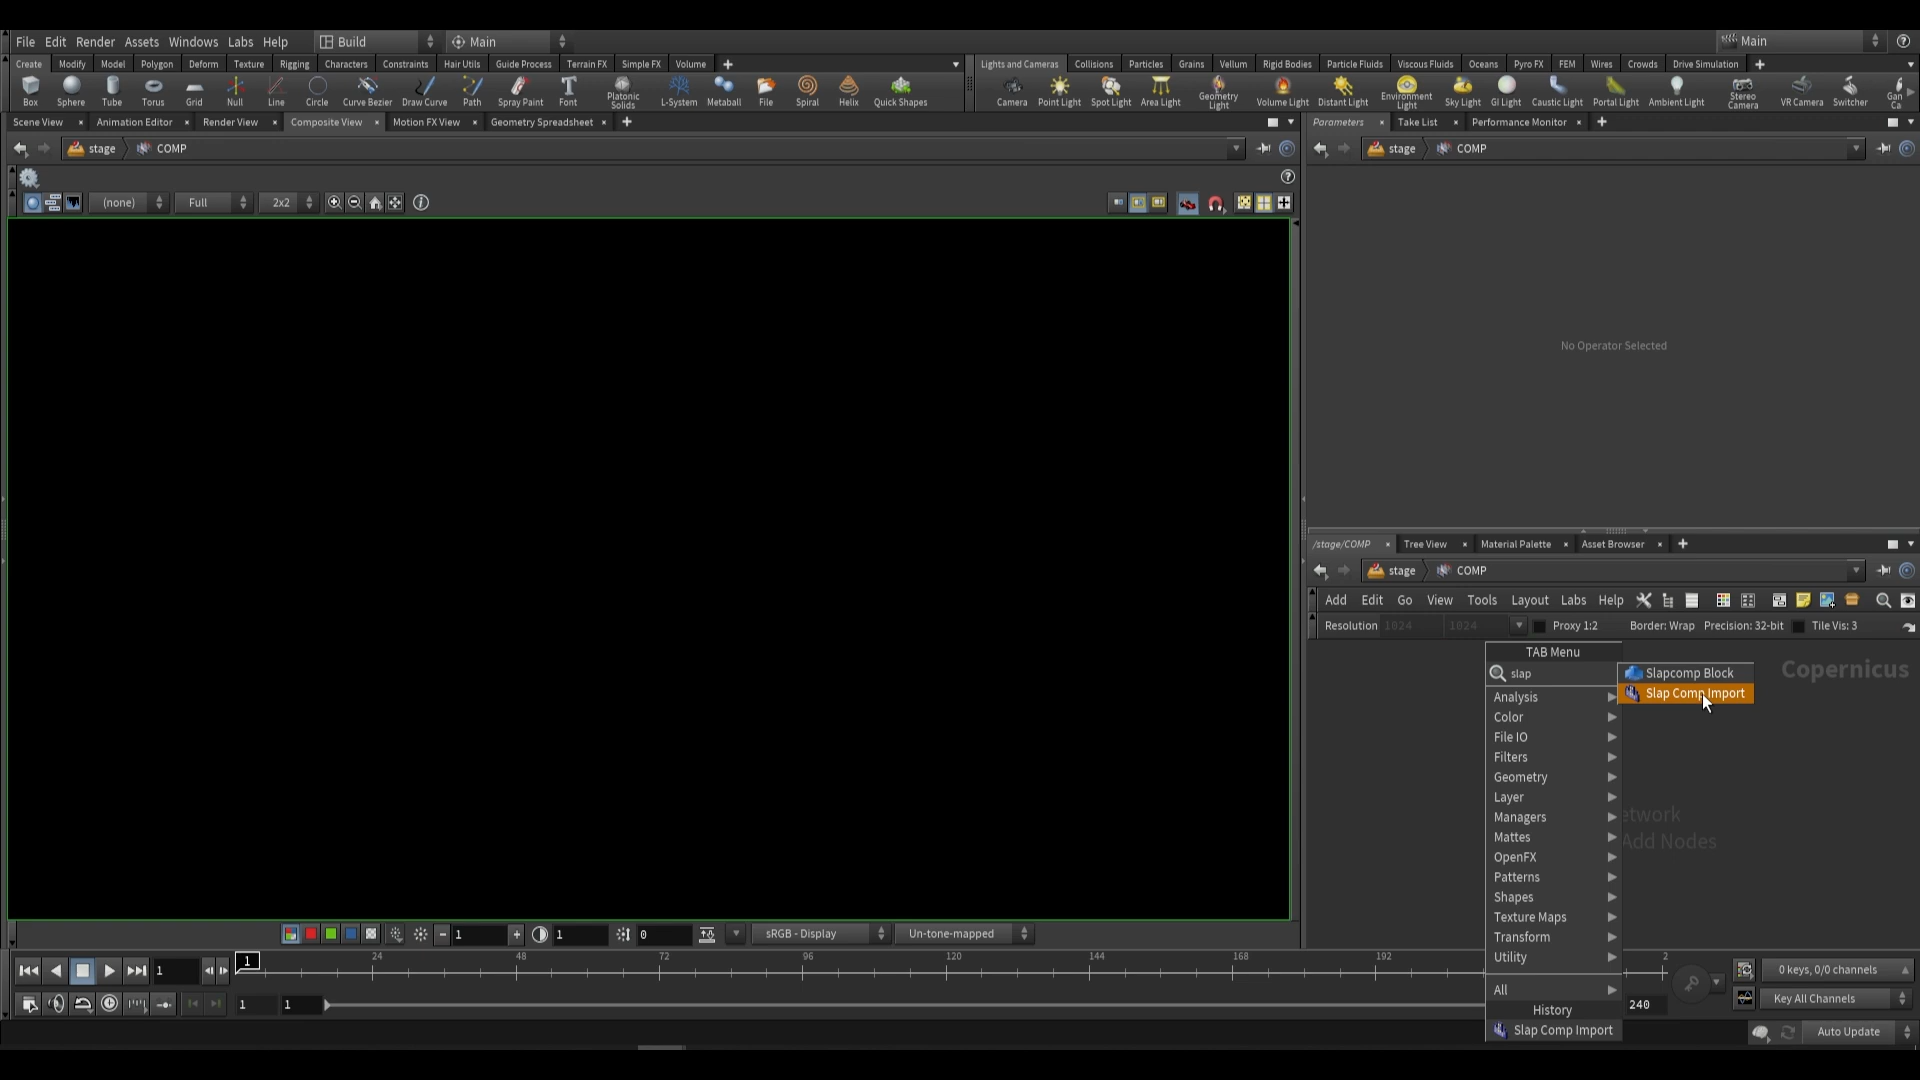 File Edit Render Assets Windows Labs Help Build Main Main
Create Modify Model Polygon Deform Texture Rigging Characters Constraints Hair Utils Guide Process Terrain FX Simple FX Volume Lights and Cameras Collisions Particles Grains Vellum Rigid Bodies Particle Fluids Viscous Fluids Oceans Pyro FX FEM Wires Crowds Drive Simulation
Box Sphere Tube Torus Grid Null Line Circle Curve Bezier Draw Curve Path Spray Paint Font Platonic Solids L-System Metaball File Spiral Helix Quick Shapes Camera Point Light Spot Light Area Light Geometry Light Volume Light Distant Light Environment Light Sky Light GI Light Caustic Light Portal Light Ambient Light Stereo Camera VR Camera Switcher Gan Ca
Scene View Animation Editor Render View Composite View Motion FX View Geometry Spreadsheet Parameters Take List Performance Monitor
stage COMP stage COMP
(none) Full 2x2
No Operator Selected
/stage/COMP Tree View Material Palette Asset Browser
stage COMP
Add Edit Go View Tools Layout Labs Help
Resolution 1024 1024 Proxy 1:2 Border: Wrap Precision: 32-bit Tile Vis: 3
TAB Menu
Copernicus
slap
Slapcomp Block
Slap Comp Import
Analysis
Color
File IO
Filters
Geometry
Layer
Managers
etwork
Mattes
Add Nodes
OpenFX
Patterns
Shapes
Texture Maps
Transform
Utility
All
History
Slap Comp Import
1 1 0 sRGB - Display Un-tone-mapped
1 1 24 48 72 96 120 144 168 192 2 0 keys, 0/0 channels
1 1 240 Key All Channels
Auto Update